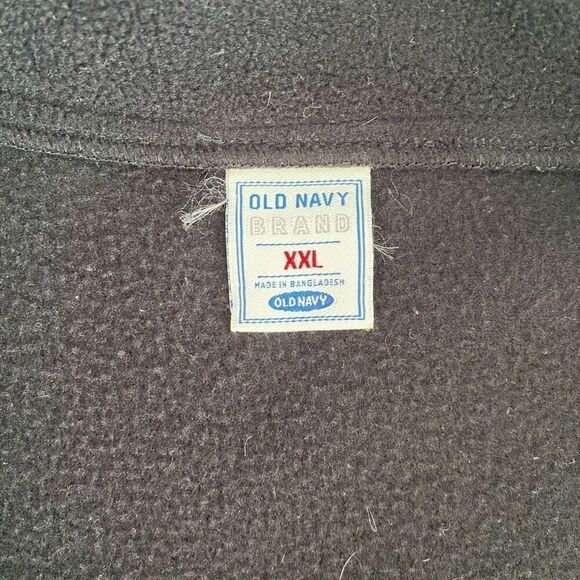 OLD NAVY
BRAND
XXL
MADE IN BANGLADESH
OLD NAVY